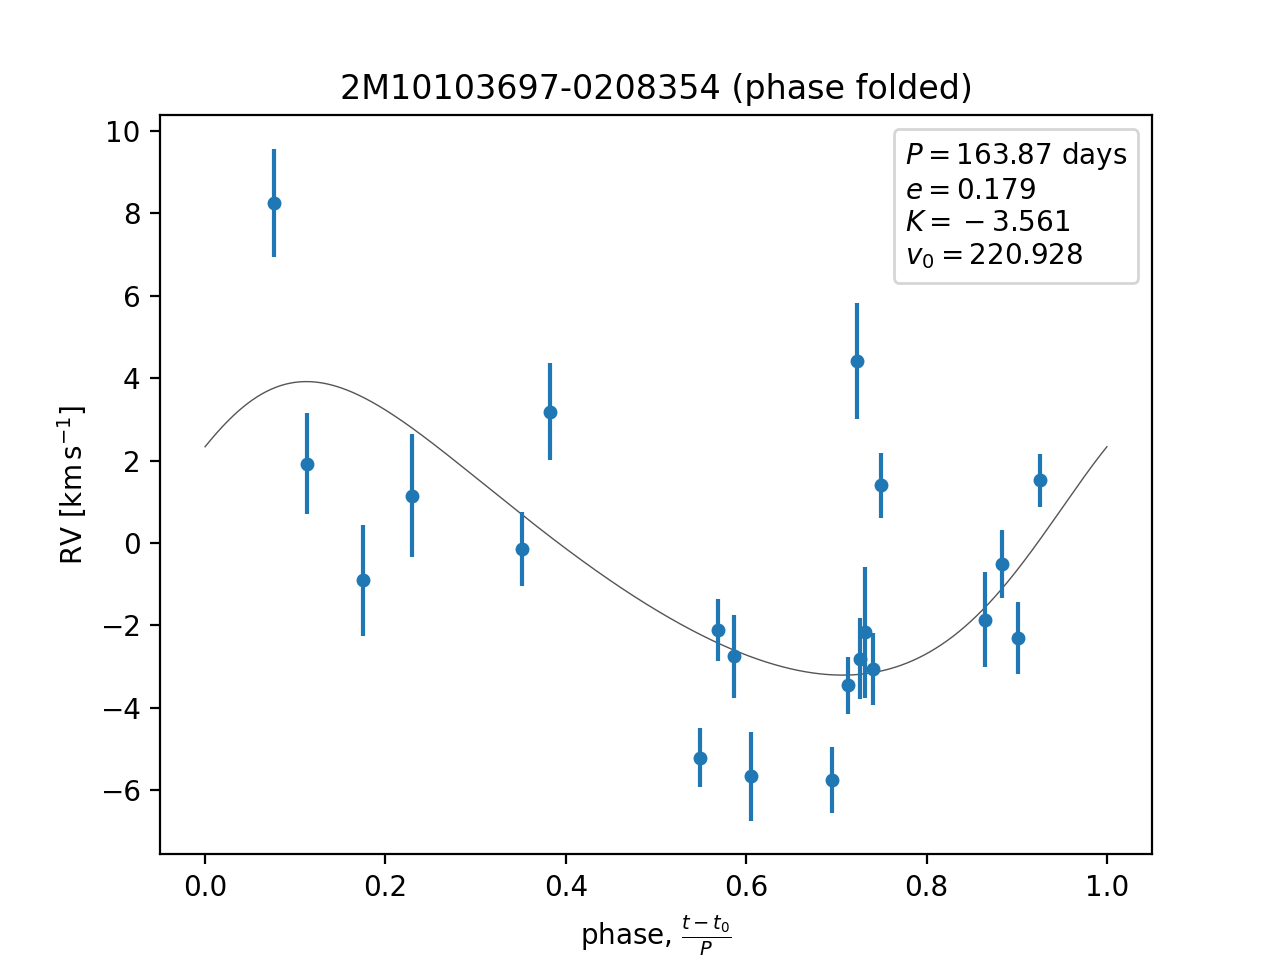 2M10103697-0208354 (phase folded)
P = 163.87 days
e = 0.179
K = −3.561
v₀ = 220.928
RV [km s⁻¹]
10
8
6
4
2
0
−2
−4
−6
0.0 0.2 0.4 0.6 0.8 1.0
phase, (t − t₀)/P